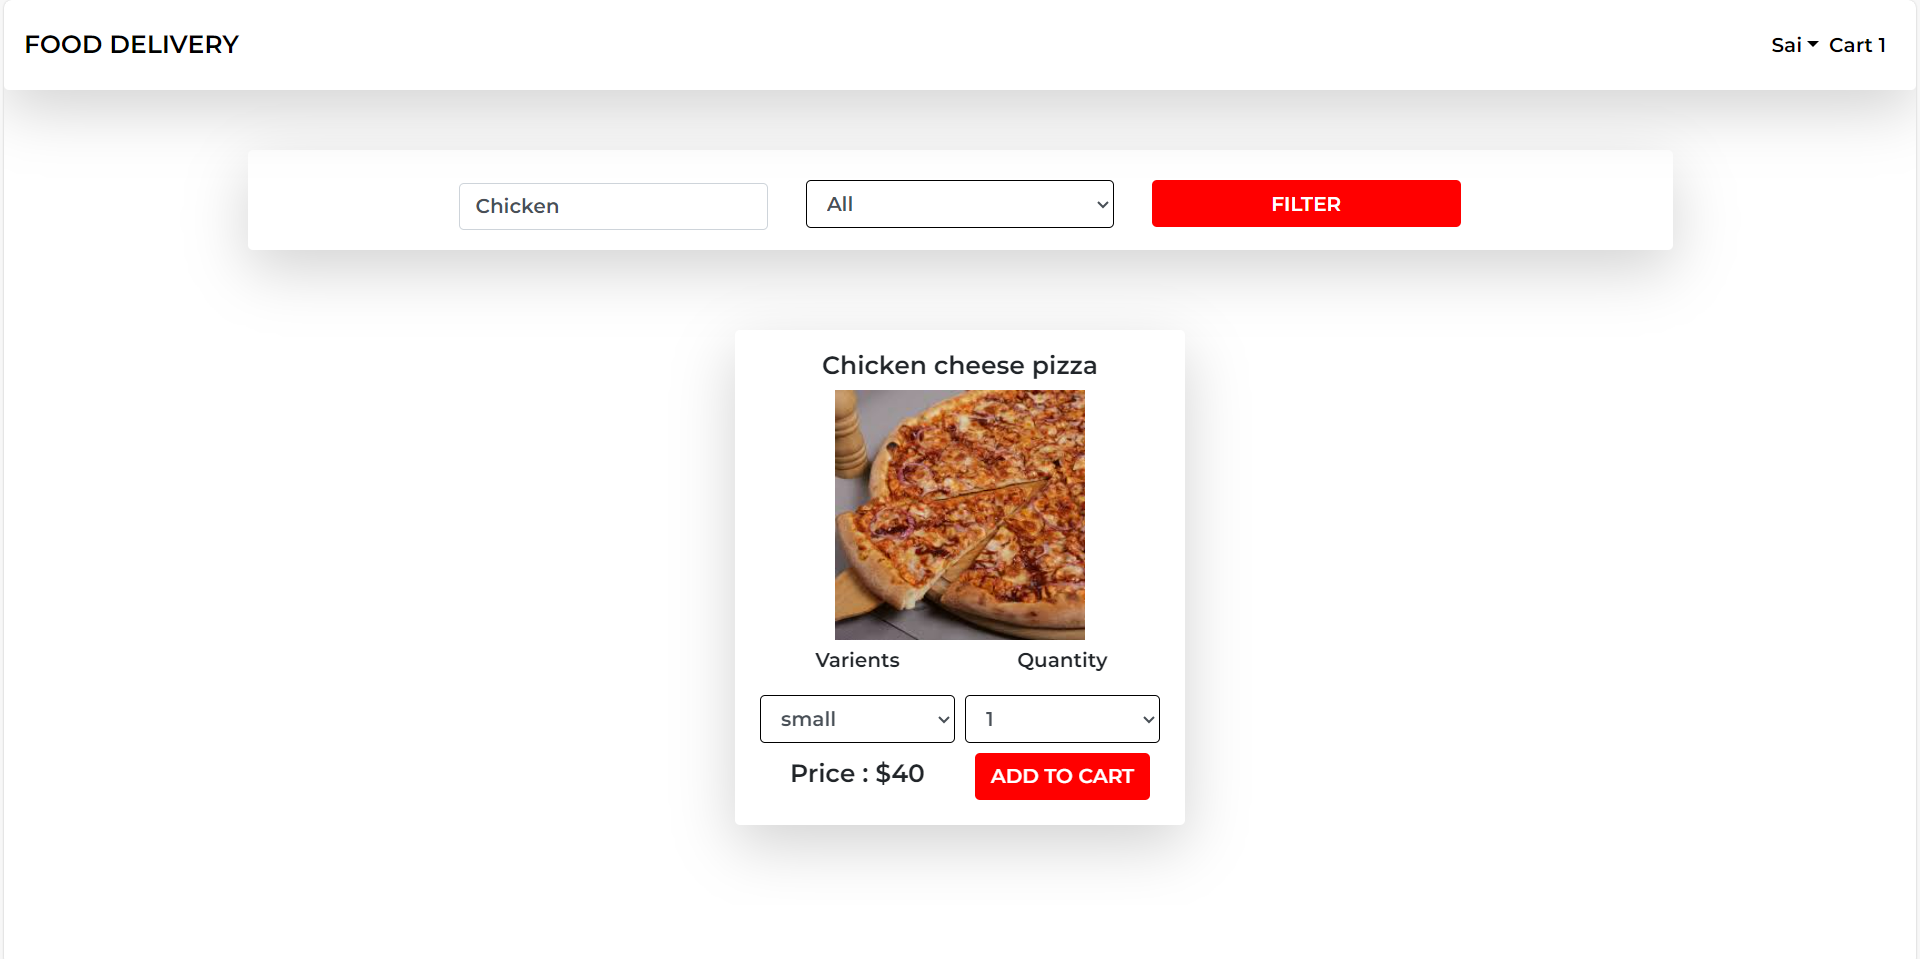 FOOD DELIVERY
Sai Cart 1
Chicken All FILTER
Chicken cheese pizza
Varients Quantity
small 1
Price : $40 ADD TO CART